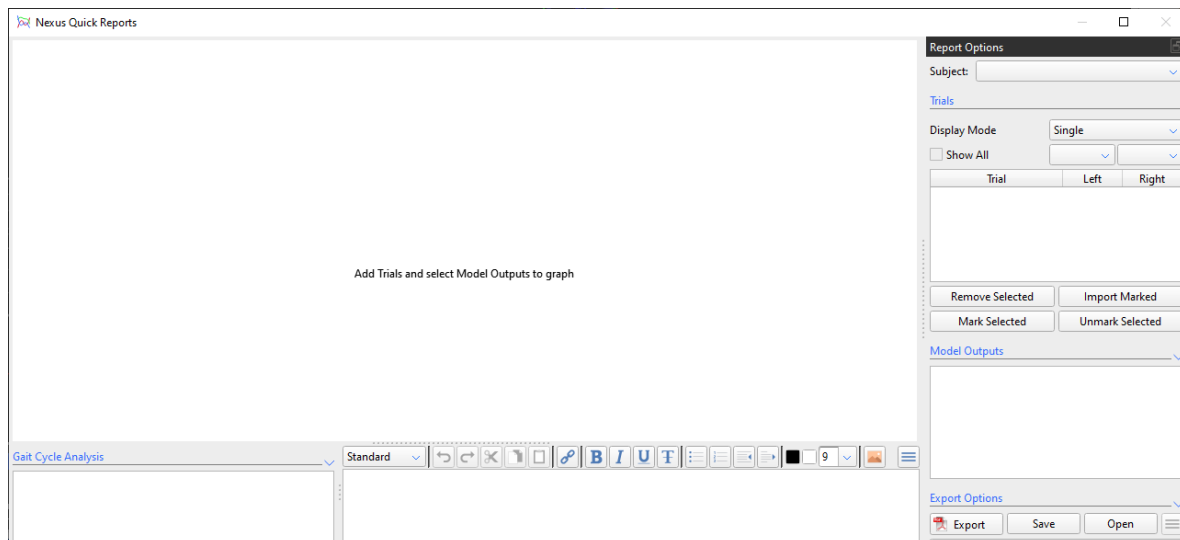 Nexus Quick Reports
Report Options
Subject:
Trials
Display Mode Single
Show All
Trial Left Right
Add Trials and select Model Outputs to graph
Remove Selected Import Marked
Mark Selected Unmark Selected
Model Outputs
Gait Cycle Analysis
Standard B I U T 9
Export Options
Export Save Open